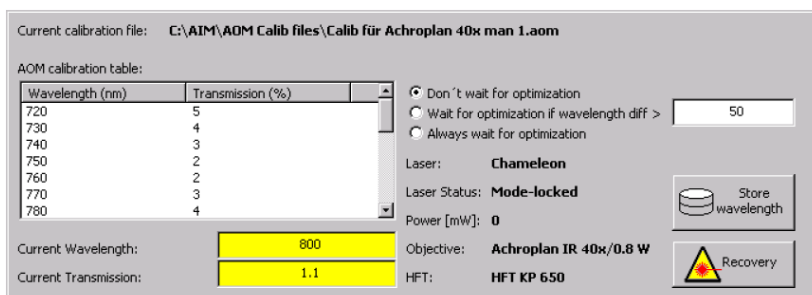 Current calibration file: C:\AIM\AOM Calib files\Calib für Achroplan 40x man 1.aom
AOM calibration table:
Wavelength (nm) Transmission (%)
720 5
730 4
740 3
750 2
760 2
770 3
780 4
Current Wavelength: 800
Current Transmission: 1.1
Don´t wait for optimization
Wait for optimization if wavelength diff > 50
Always wait for optimization
Laser: Chameleon
Laser Status: Mode-locked
Power [mW]: 0
Objective: Achroplan IR 40x/0.8 W
HFT: HFT KP 650
Store
wavelength
Recovery